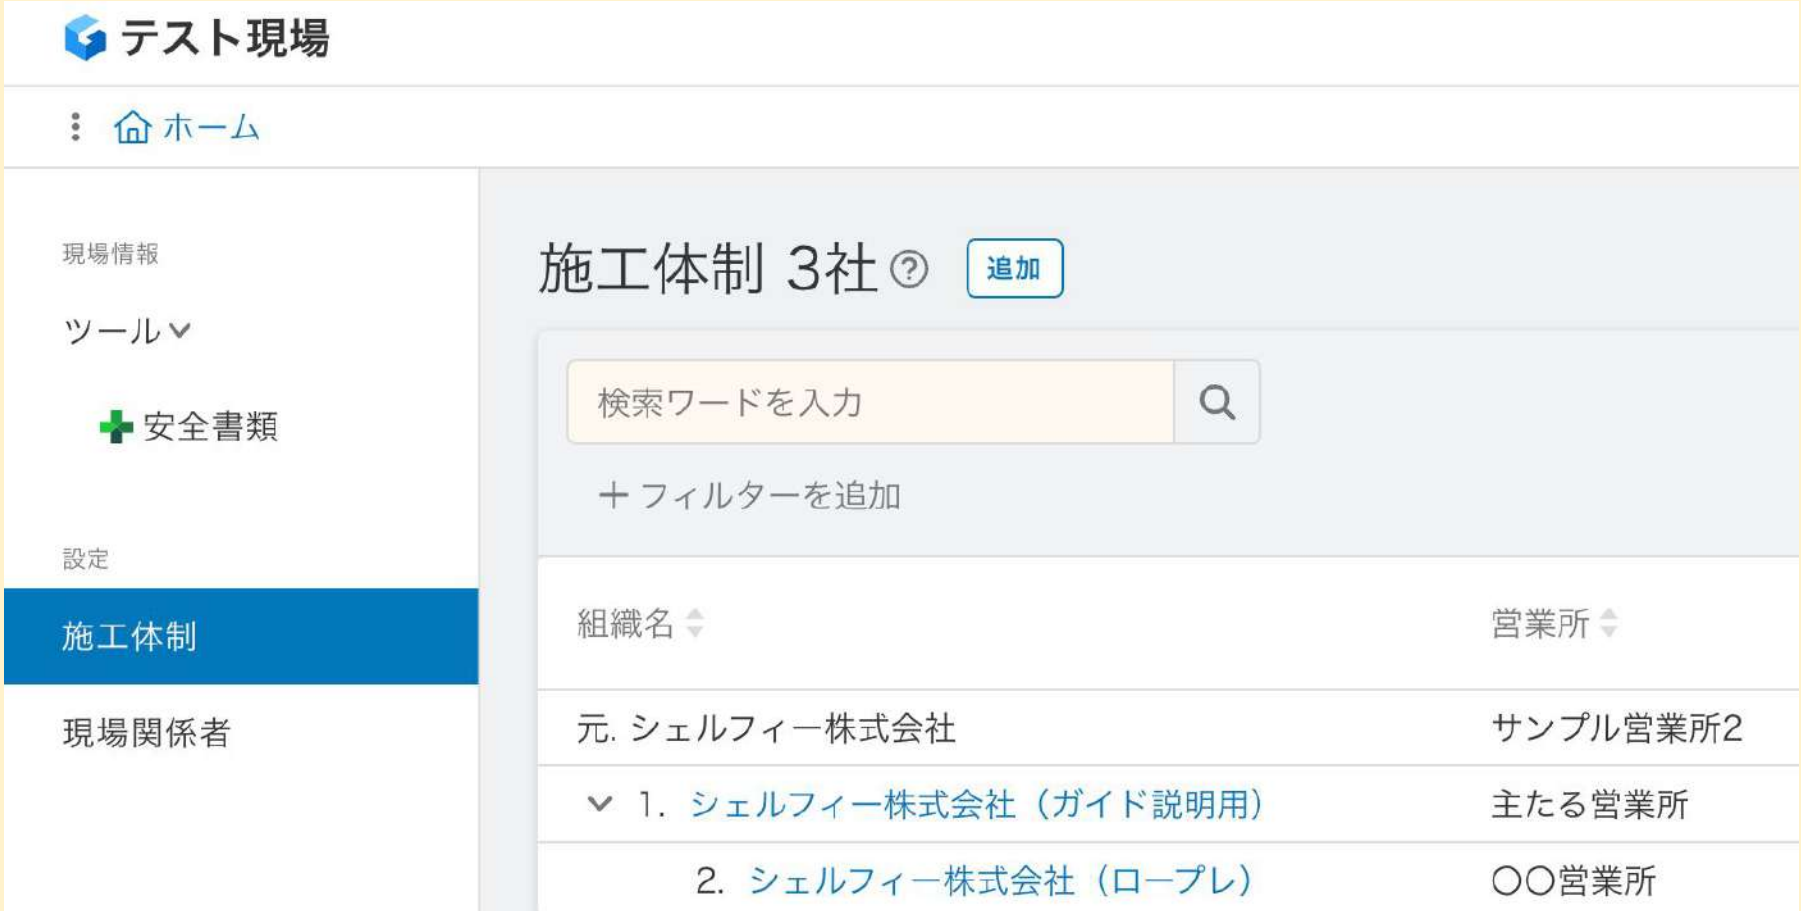 テスト現場
ホーム
現場情報
ツール
安全書類
設定
施工体制
現場関係者
施工体制 3社 ? 追加
検索ワードを入力
＋フィルターを追加
組織名 営業所
元. シェルフィー株式会社 サンプル営業所2
1. シェルフィー株式会社（ガイド説明用） 主たる営業所
2. シェルフィー株式会社（ロープレ） 〇〇営業所